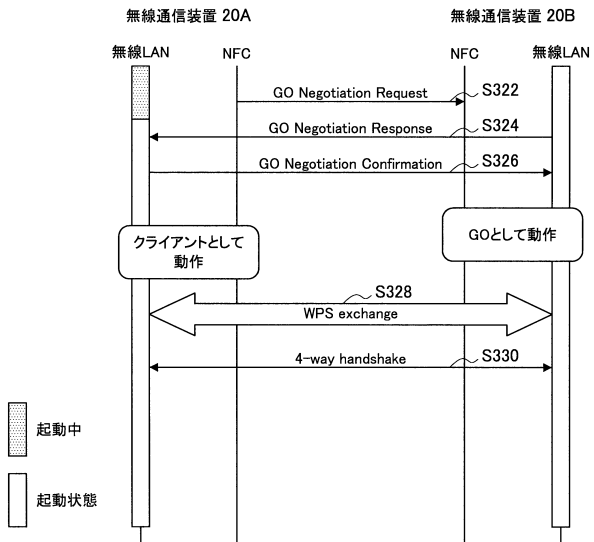 無線通信装置 20A
無線通信装置 20B
無線LAN
NFC
NFC
無線LAN
GO Negotiation Request
S322
GO Negotiation Response
S324
GO Negotiation Confirmation
S326
クライアントとして
動作
GOとして動作
S328
WPS exchange
4-way handshake
S330
起動中
起動状態